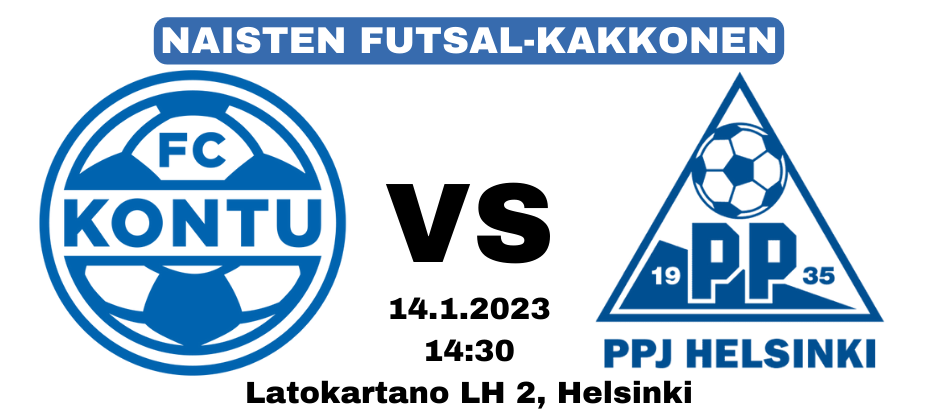 NAISTEN FUTSAL-KAKKONEN
FC
KONTU
VS
PP
19 35
PPJ HELSINKI
14.1.2023
14:30
Latokartano LH 2, Helsinki